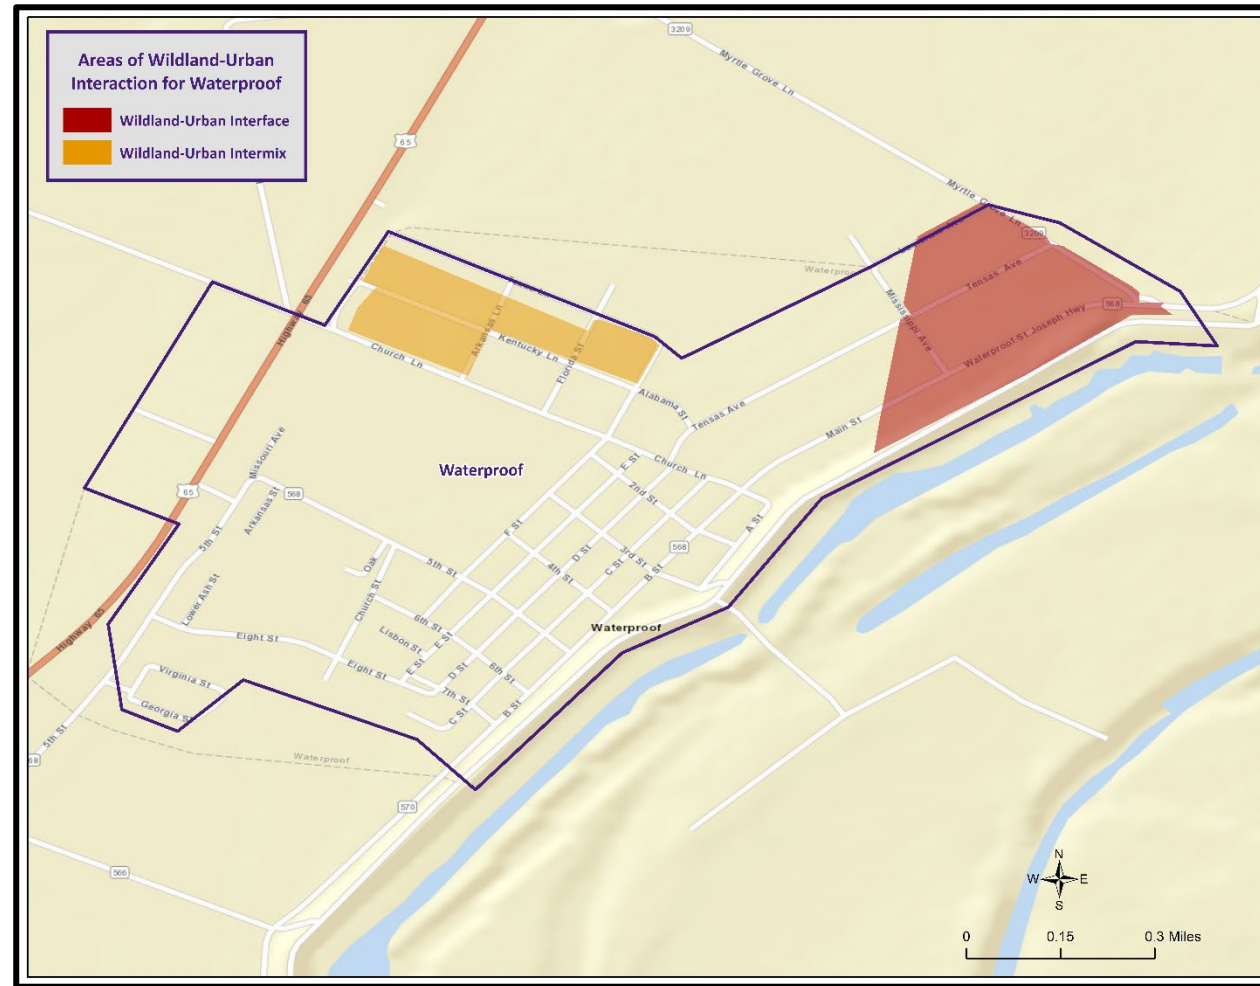 Areas of Wildland-Urban
Interaction for Waterproof
Wildland-Urban Interface
Wildland-Urban Intermix
3209
Myrtle Grove Ln
65
Myrtle Grove Ln
3209
Waterproof
Tensas Ave
Mississippi Ave
568
Waterproof-St Joseph Hwy
Highway 65
Arkansas Ln
Kentucky Ln
Florida St
Church Ln
Alabama St
Tensas Ave
Main St
Missouri Ave
Waterproof
Church Ln
E St
2nd St
65
568
Arkansas St
5th St
F St
A St
D St
3rd St
568
C St
B St
Oak
5th St
4th St
Church St
Lower Ash St
6th St
Waterproof
Highway 65
Eight St
Lisbon St
E St
Eight St
E St
D St
6th St
Virginia St
7th St
Georgia St
C St
B St
5th St
68
Waterproof
570
566
N
W
E
S
0
0.15
0.3 Miles